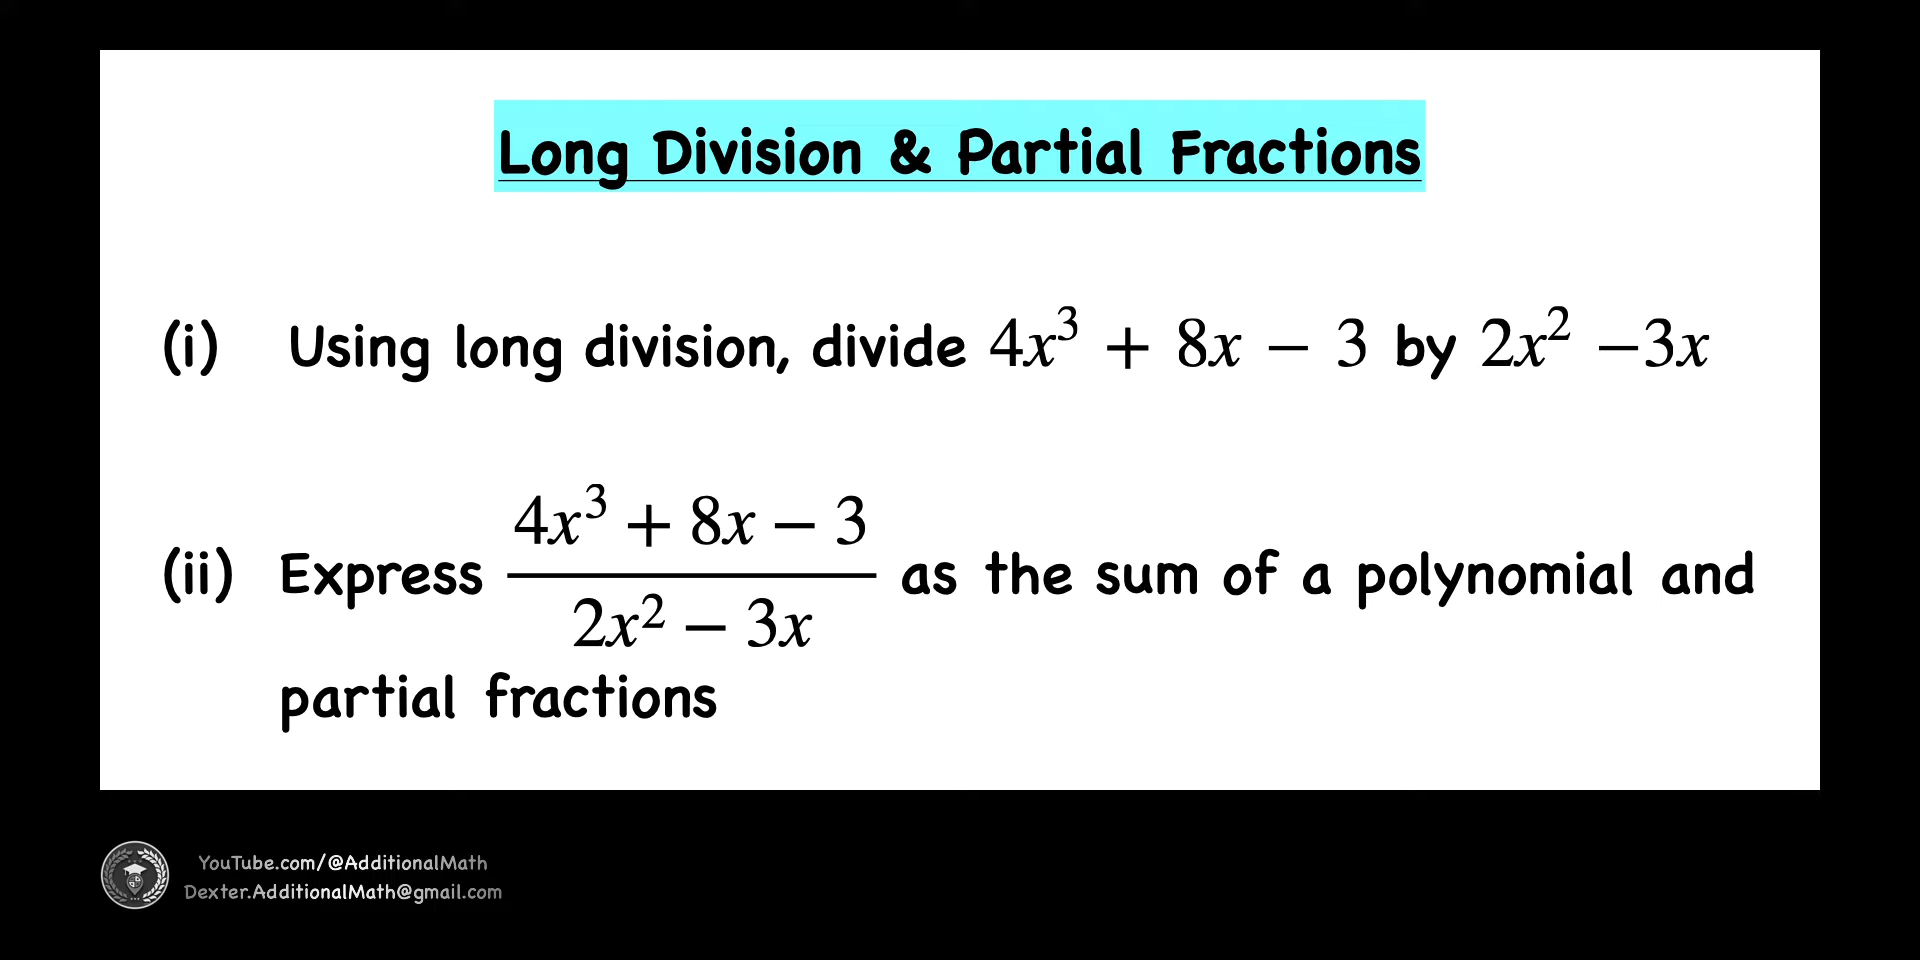 Long Division & Partial Fractions
(i) Using long division, divide 4x³ + 8x − 3 by 2x² −3x
(ii) Express (4x³ + 8x − 3)/(2x² − 3x) as the sum of a polynomial and
partial fractions
YouTube.com/@AdditionalMath
Dexter.AdditionalMath@gmail.com